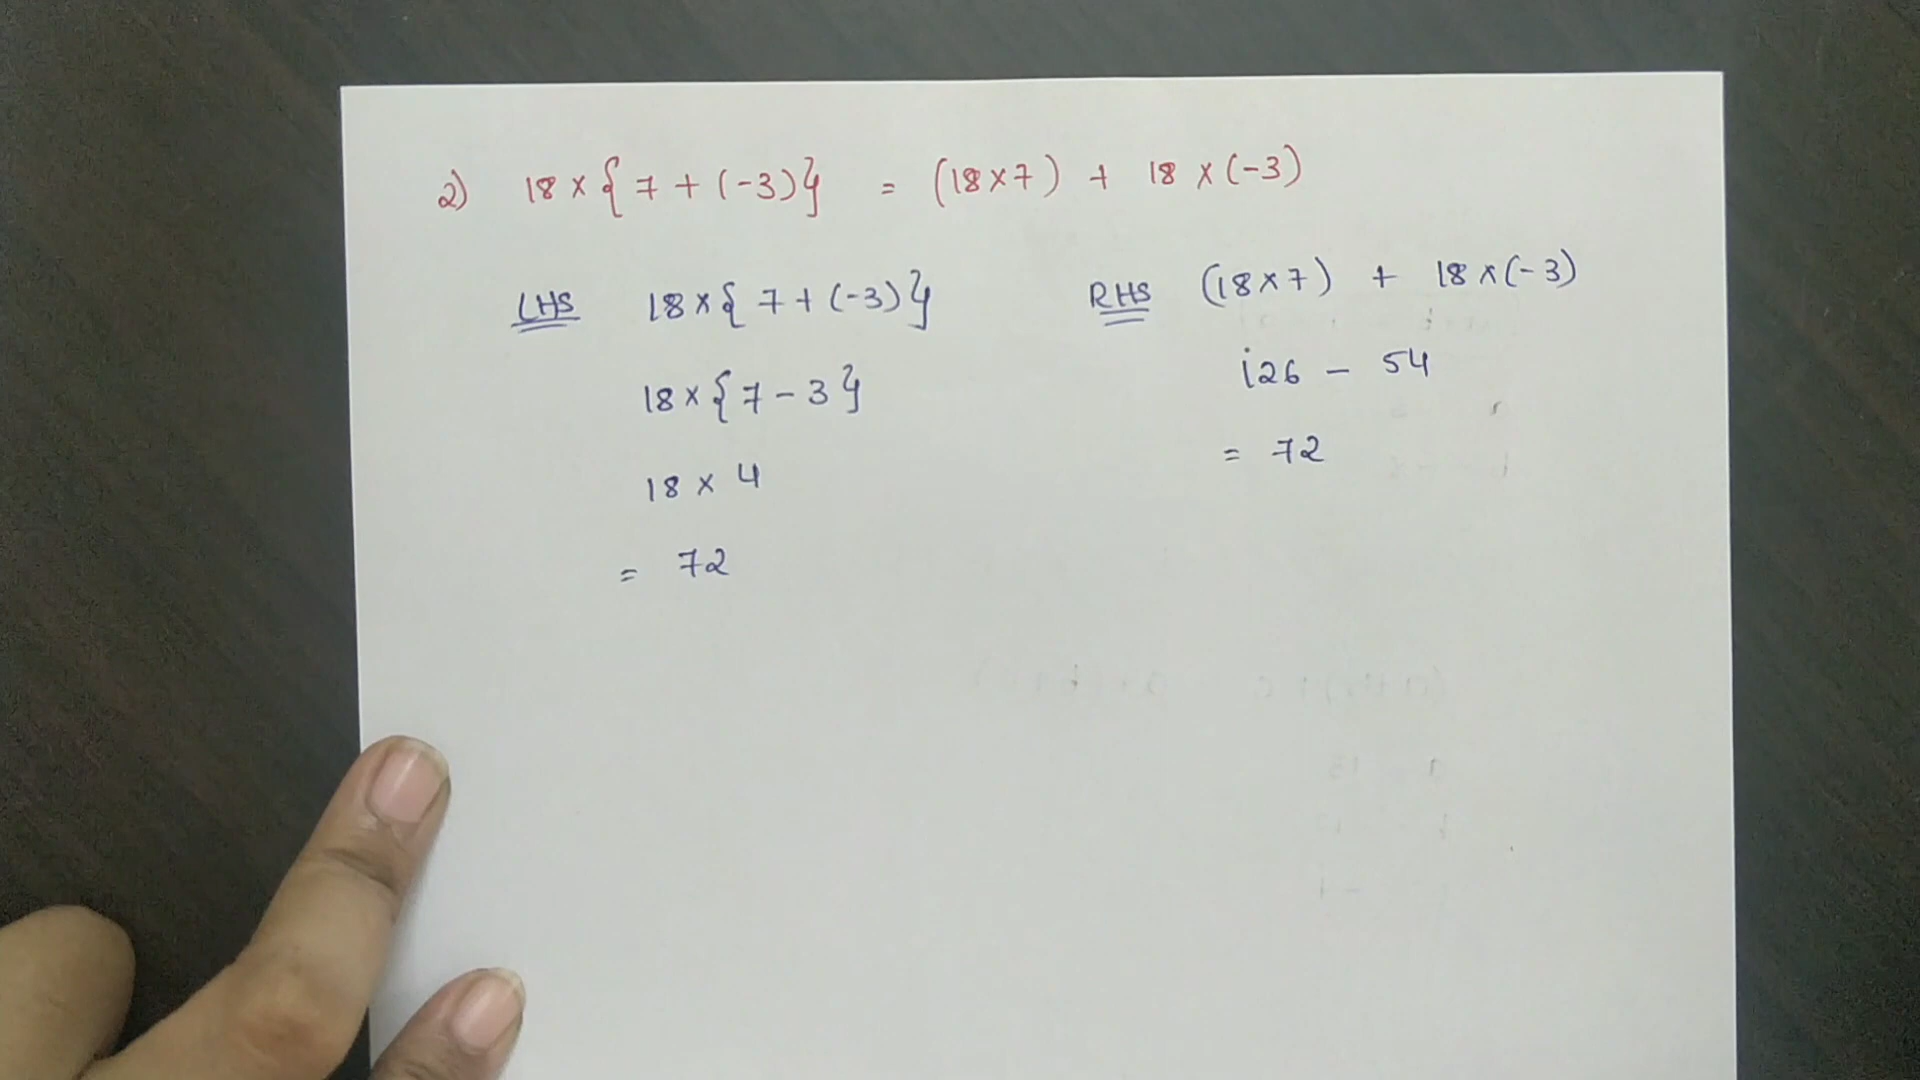 2) 18 × { 7 + (-3)} = (18×7) + 18 × (-3)
LHS 18 × { 7 + (-3)}
18 × { 7 - 3 }
18 × 4
= 72
RHS (18×7) + 18 × (-3)
126 - 54
= 72